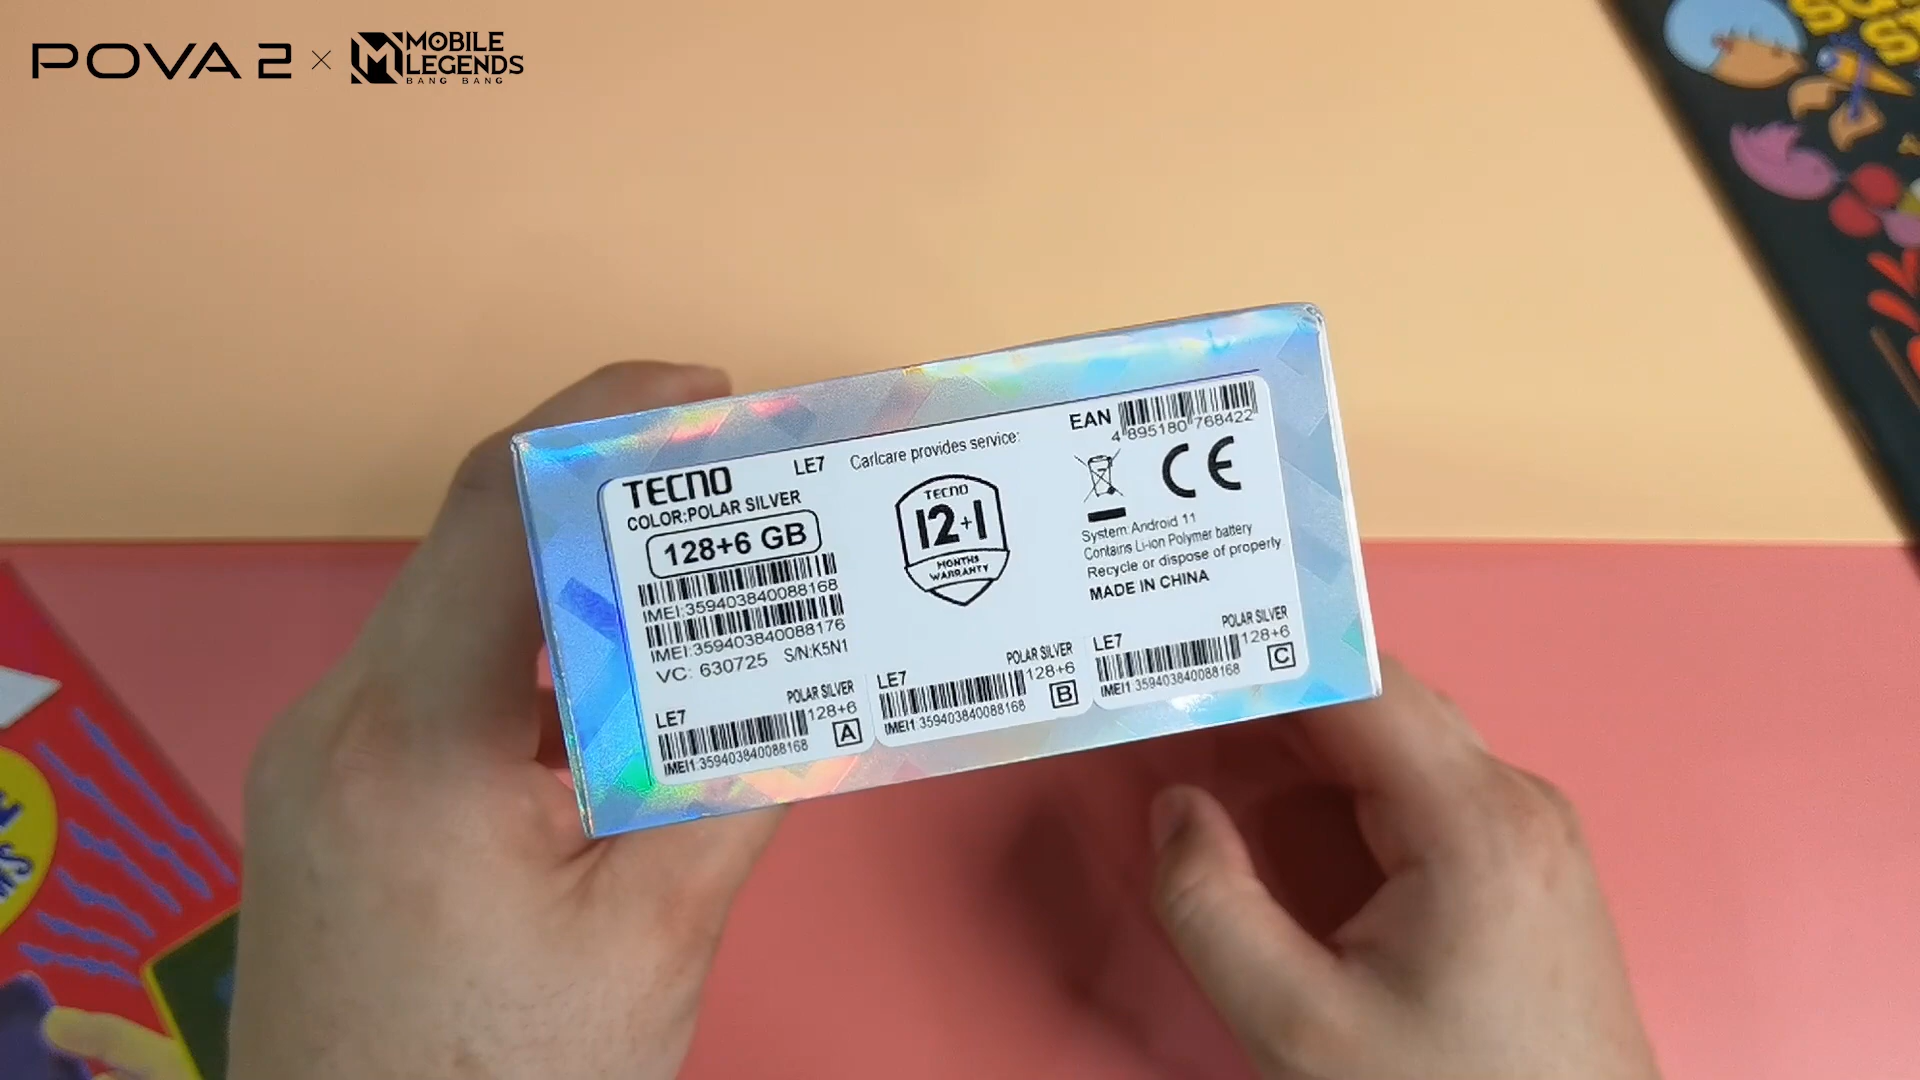 POVA 2 × MOBILE
LEGENDS
BANG BANG
TECNO
LE7
COLOR:POLAR SILVER
128+6 GB
IMEI:359403840088168
IMEI:359403840088176
VC: 630725 S/N:K5N1
Carlcare provides service:
TECNO
12+1
MONTHS
WARRANTY
EAN
4 895180 768422
CE
System:Android 11
Contains Li-ion Polymer battery
Recycle or dispose of properly
MADE IN CHINA
POLAR SILVER
LE7
128+6
A
IMEI1:359403840088168
POLAR SILVER
LE7
128+6
B
IMEI1:359403840088168
POLAR SILVER
LE7
128+6
C
IMEI1:359403840088168